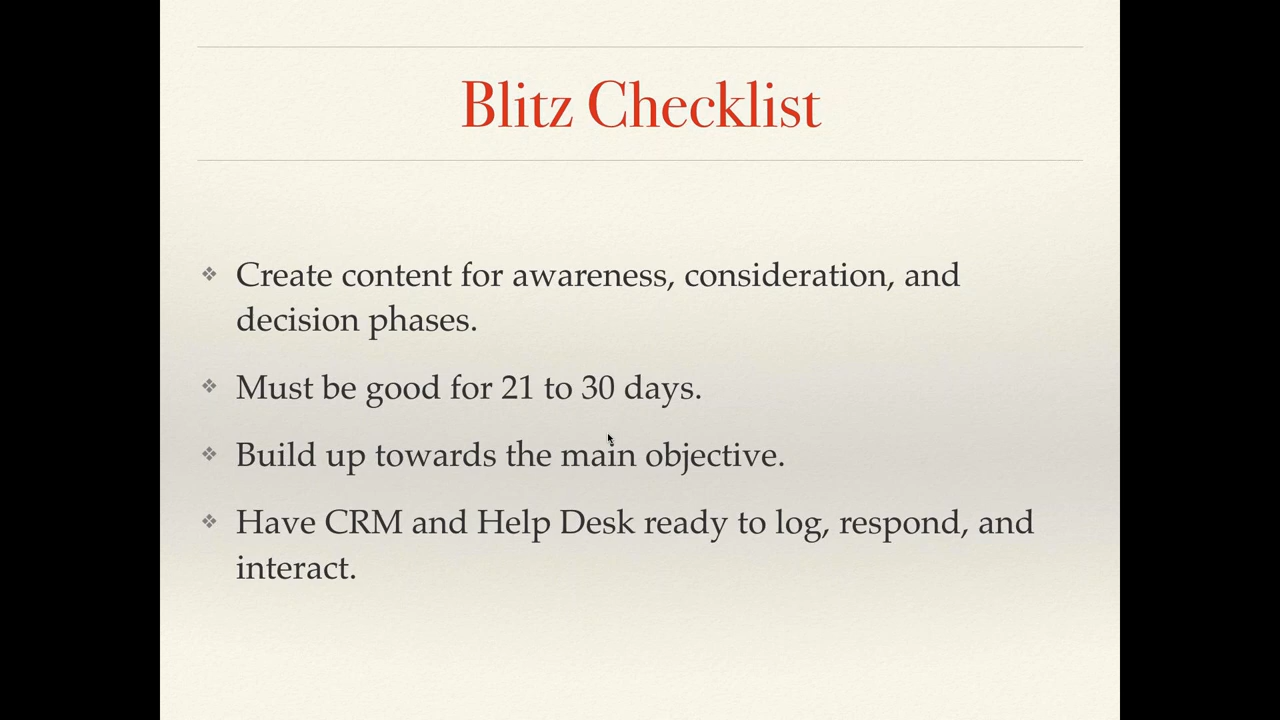 Blitz Checklist
❖ Create content for awareness, consideration, and
decision phases.
❖ Must be good for 21 to 30 days.
❖ Build up towards the main objective.
❖ Have CRM and Help Desk ready to log, respond, and
interact.